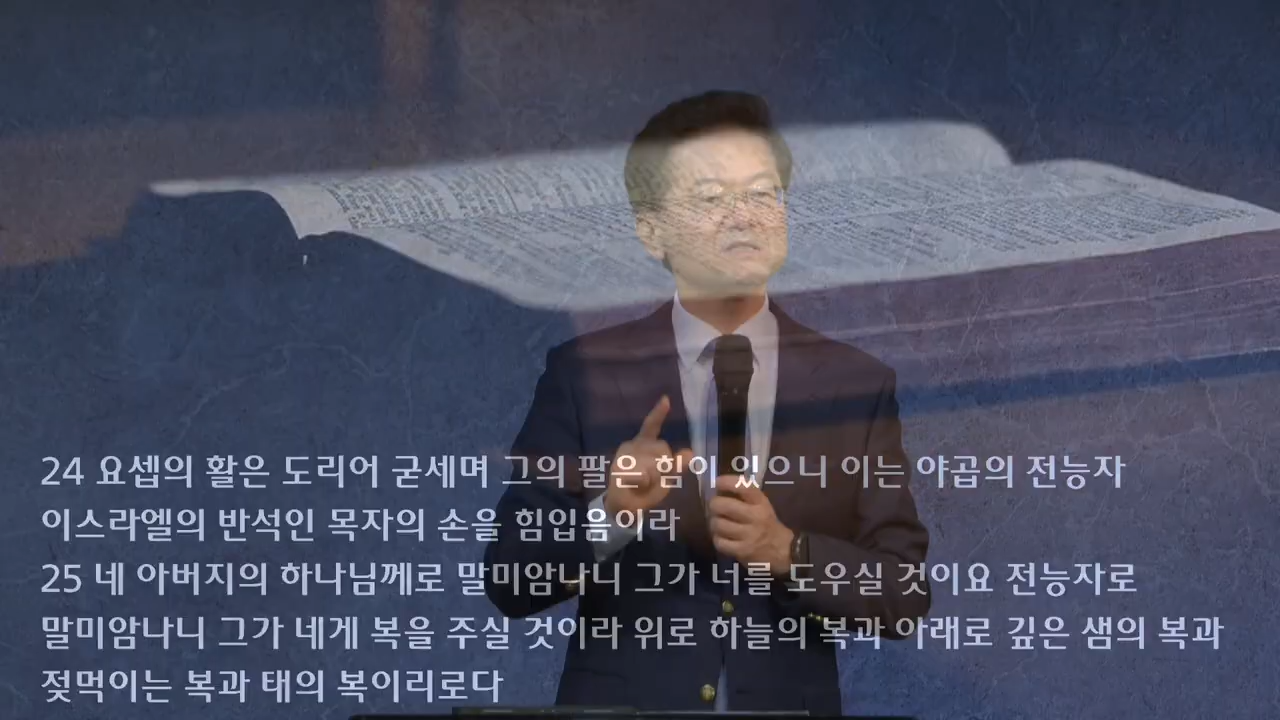 24 요셉의 활은 도리어 굳세며 그의 팔은 힘이 있으니 이는 야곱의 전능자
이스라엘의 반석인 목자의 손을 힘입음이라
25 네 아버지의 하나님께로 말미암나니 그가 너를 도우실 것이요 전능자로
말미암나니 그가 네게 복을 주실 것이라 위로 하늘의 복과 아래로 깊은 샘의 복과
젖먹이는 복과 태의 복이리로다